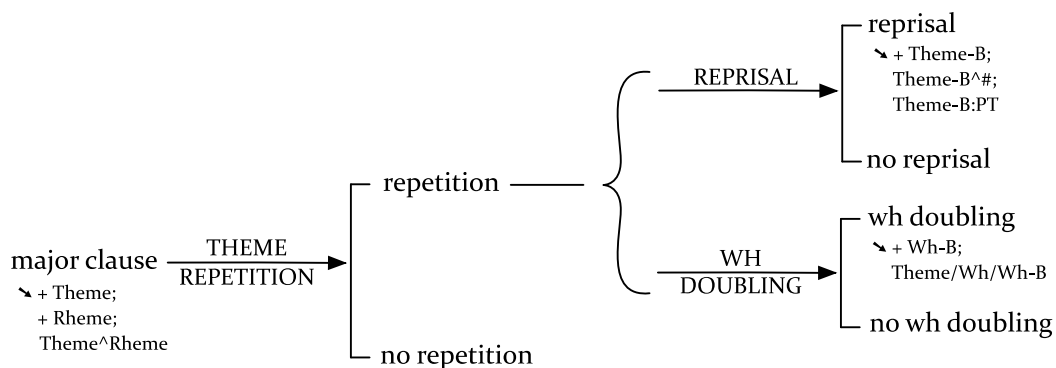 major clause
➘ + Theme;
+ Rheme;
Theme^Rheme
THEME
REPETITION
repetition
no repetition
REPRISAL
reprisal
➘ + Theme-B;
Theme-B^#;
Theme-B:PT
no reprisal
WH
DOUBLING
wh doubling
➘ + Wh-B;
Theme/Wh/Wh-B
no wh doubling